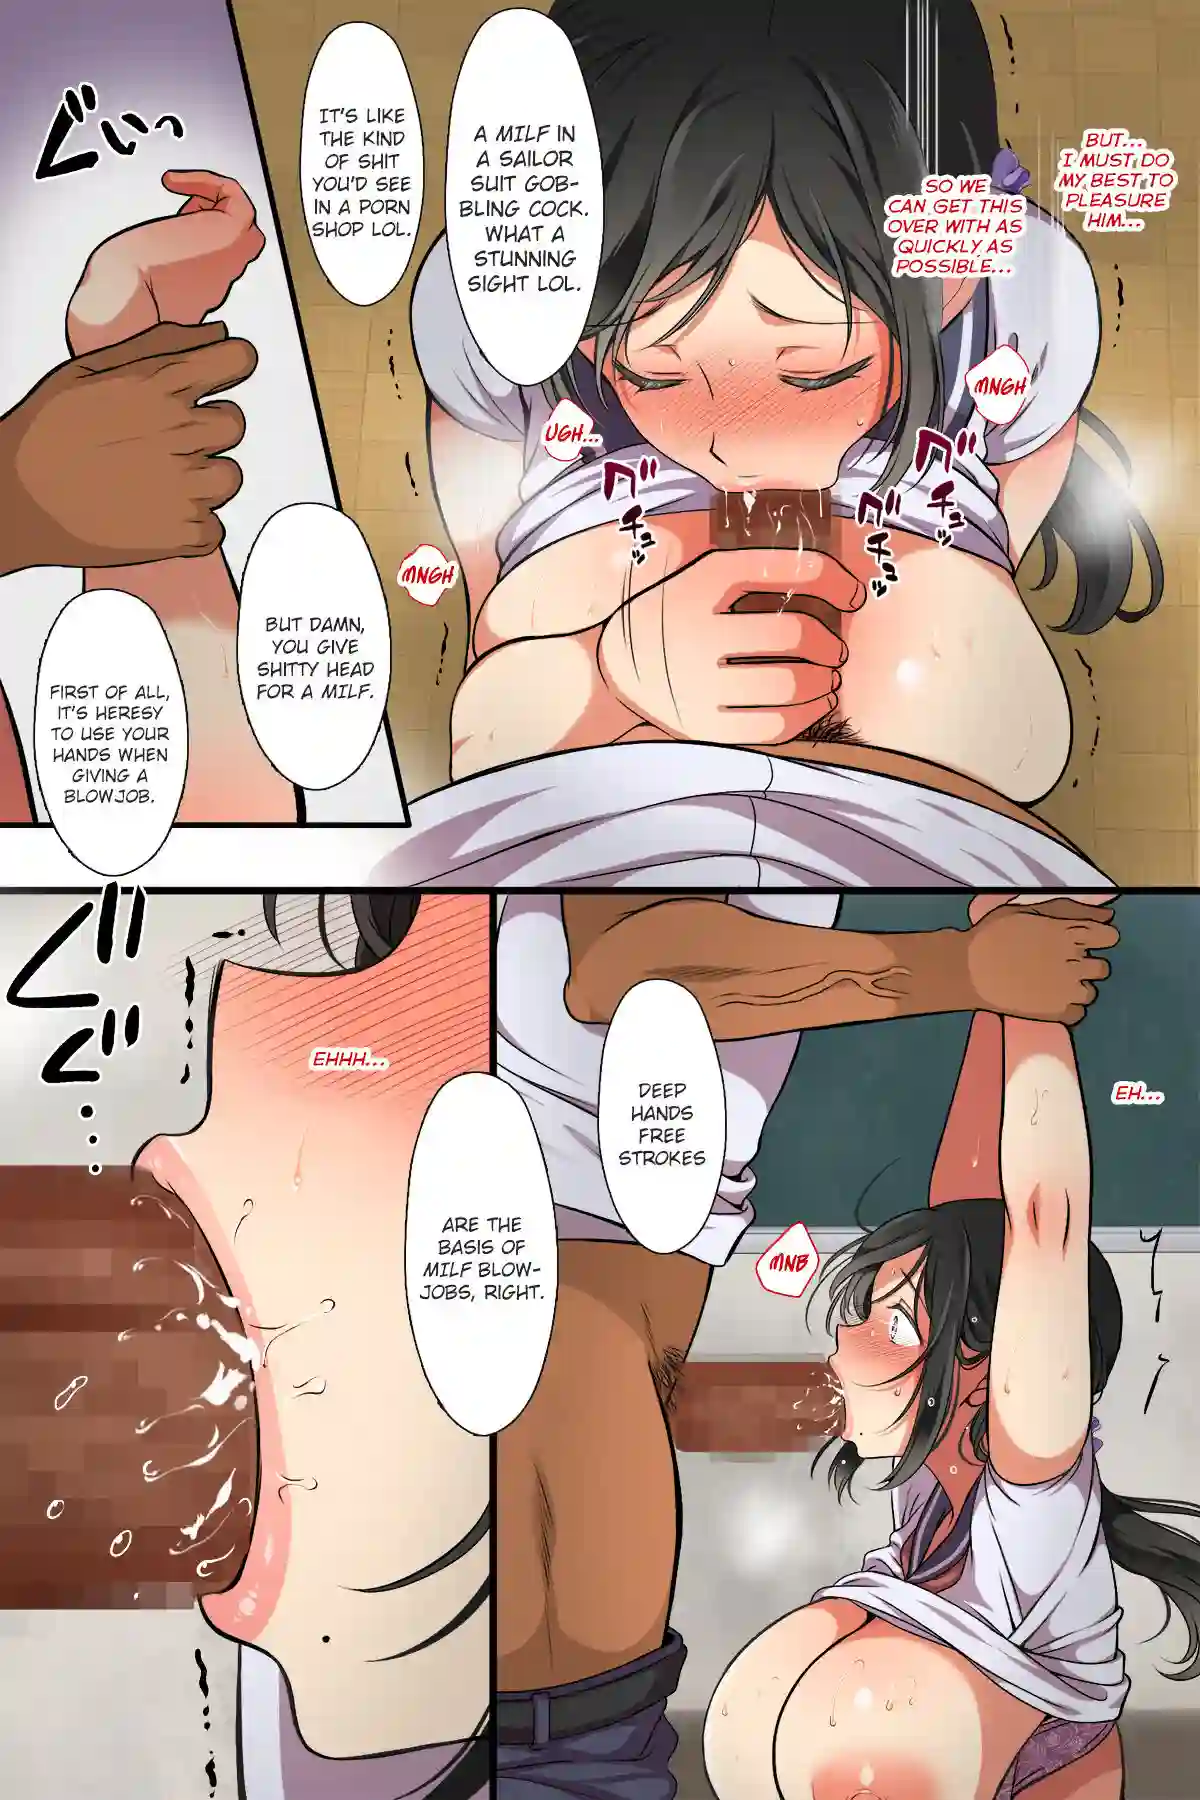 BUT...
I MUST DO
MY BEST TO
PLEASURE
HIM...
SO WE
CAN GET THIS
OVER WITH AS
QUICKLY AS
POSSIBLE...
A MILF IN
A SAILOR
SUIT GOB-
BLING COCK.
WHAT A
STUNNING
SIGHT LOL.
IT'S LIKE
THE KIND
OF SHIT
YOU'D SEE
IN A PORN
SHOP LOL.
MNGH
UGH...
グチュッ
グチュッ
グチュッ
MNGH
ぐいっ
BUT DAMN,
YOU GIVE
SHITTY HEAD
FOR A MILF.
FIRST OF ALL,
IT'S HERESY
TO USE YOUR
HANDS WHEN
GIVING A
BLOWJOB.
EH...
DEEP
HANDS
FREE
STROKES
MNB
ARE THE
BASIS OF
MILF BLOW-
JOBS, RIGHT.
EHHH...
ぐぐ…